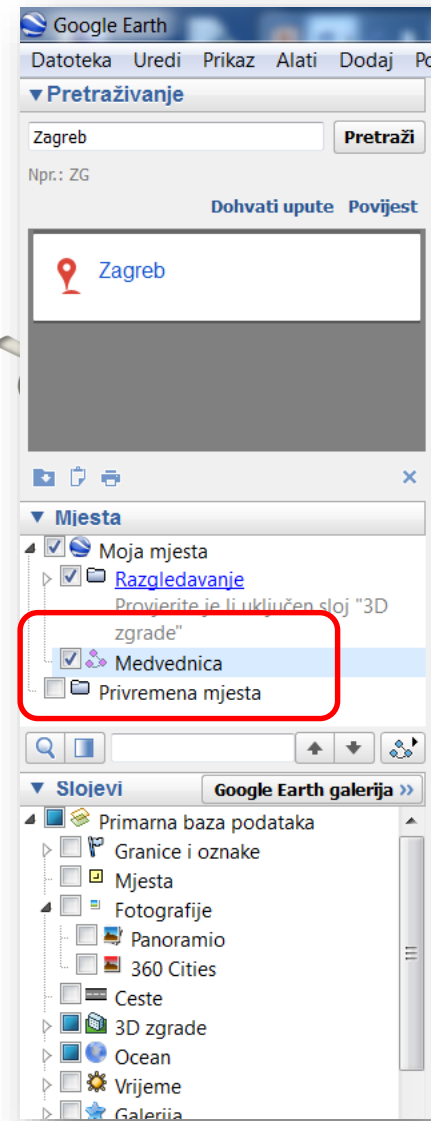 Google Earth
Datoteka Uredi Prikaz Alati Dodaj Po
Pretraživanje
Zagreb Pretraži
Npr.: ZG
Dohvati upute Povijest
Zagreb
Mjesta
Moja mjesta
Razgledavanje
Provjerite je li uključen sloj "3D
zgrade"
Medvednica
Privremena mjesta
Slojevi Google Earth galerija »
Primarna baza podataka
Granice i oznake
Mjesta
Fotografije
Panoramio
360 Cities
Ceste
3D zgrade
Ocean
Vrijeme
Galerija